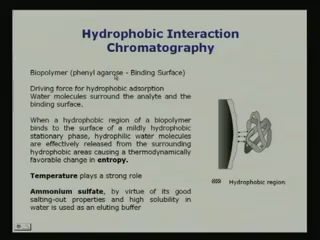 Hydrophobic Interaction
Chromatography
Biopolymer (phenyl agarose - Binding Surface)
Driving force for hydrophobic adsorption
Water molecules surround the analyte and the
binding surface.
When a hydrophobic region of a biopolymer
binds to the surface of a mildly hydrophobic
stationary phase, hydrophilic water molecules
are effectively released from the surrounding
hydrophobic areas causing a thermodynamically
favorable change in entropy.
Temperature plays a strong role
Ammonium sulfate, by virtue of its good
salting-out properties and high solubility in
water is used as an eluting buffer
Hydrophobic region